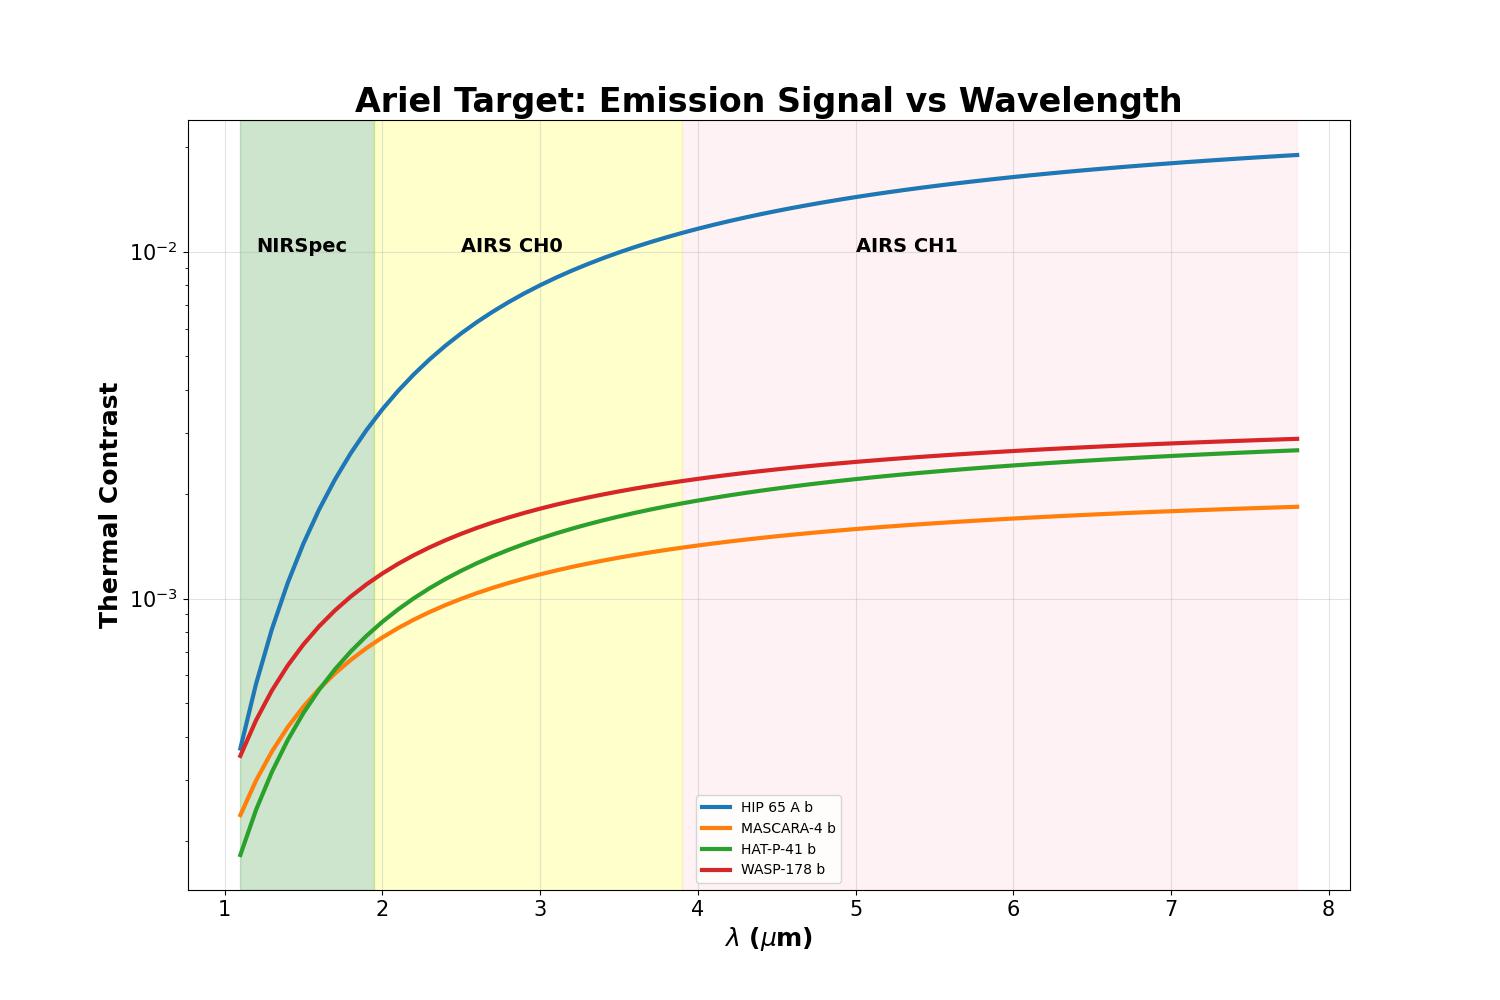 Ariel Target: Emission Signal vs Wavelength
NIRSpec
AIRS CH0
AIRS CH1
10⁻²
10⁻³
Thermal Contrast
HIP 65 A b
MASCARA-4 b
HAT-P-41 b
WASP-178 b
1 2 3 4 5 6 7 8
λ (μm)